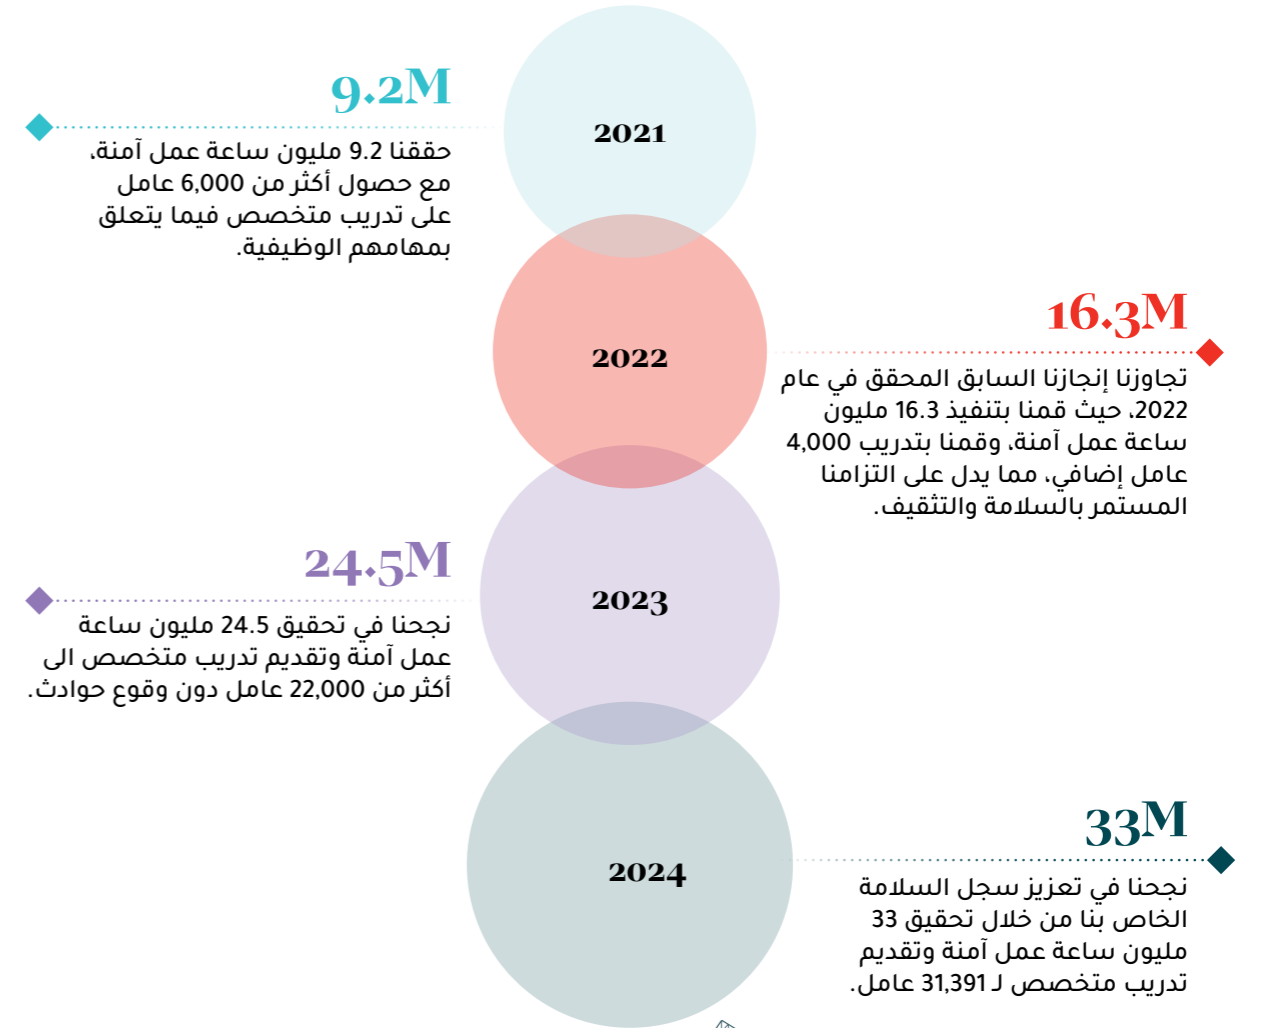 2021
9.2M
حققنا 9.2 مليون ساعة عمل آمنة،
مع حصول أكثر من 6,000 عامل
على تدريب متخصص فيما يتعلق
بمهامهم الوظيفية.
2022
16.3M
تجاوزنا إنجازنا السابق المحقق في عام
2022، حيث قمنا بتنفيذ 16.3 مليون
ساعة عمل آمنة، وقمنا بتدريب 4,000
عامل إضافي، مما يدل على التزامنا
المستمر بالسلامة والتثقيف.
2023
24.5M
نجحنا في تحقيق 24.5 مليون ساعة
عمل آمنة وتقديم تدريب متخصص الى
أكثر من 22,000 عامل دون وقوع حوادث.
2024
33M
نجحنا في تعزيز سجل السلامة
الخاص بنا من خلال تحقيق 33
مليون ساعة عمل آمنة وتقديم
تدريب متخصص لـ 31,391 عامل.